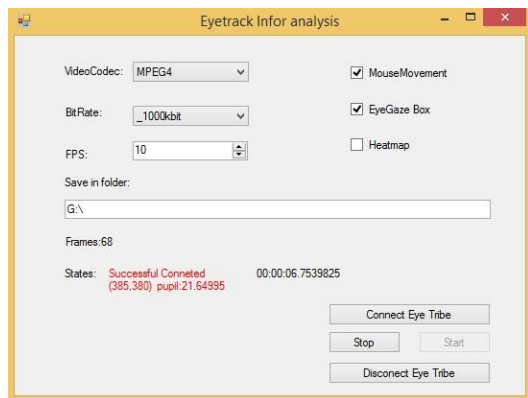 Eyetrack Infor analysis
VideoCodec: MPEG4
MouseMovement
BitRate: _1000kbit
EyeGaze Box
FPS: 10
Heatmap
Save in folder:
G:\
Frames:68
States: Successful Conneted 00:00:06.7539825
(385,380) pupil:21.64995
Connect Eye Tribe
Stop Start
Disconect Eye Tribe